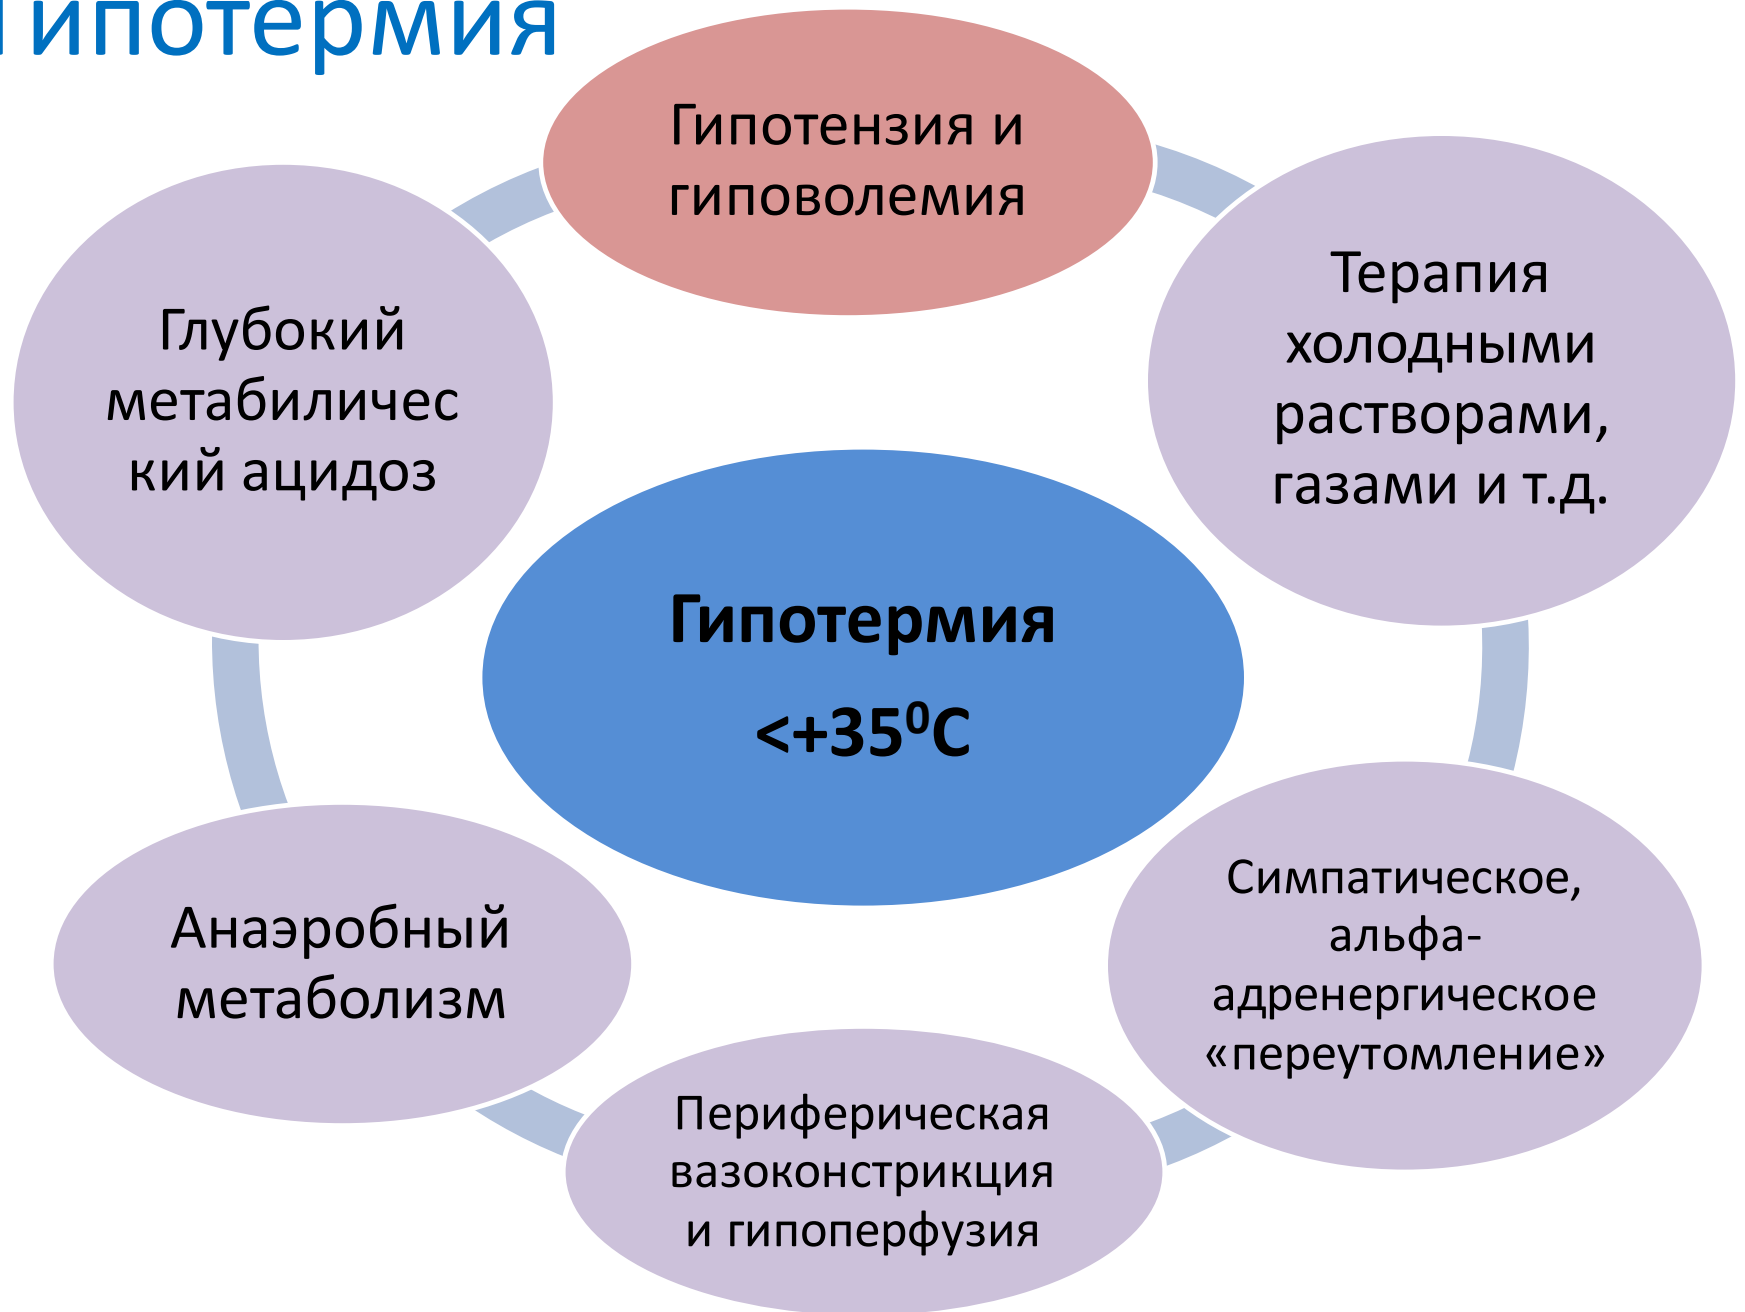 Гипотермия
Гипотензия и
гиповолемия
Терапия
холодными
растворами,
газами и т.д.
Симпатическое,
альфа-
адренергическое
«переутомление»
Периферическая
вазоконстрикция
и гипоперфузия
Анаэробный
метаболизм
Глубокий
метабиличес
кий ацидоз
Гипотермия
<+35⁰С